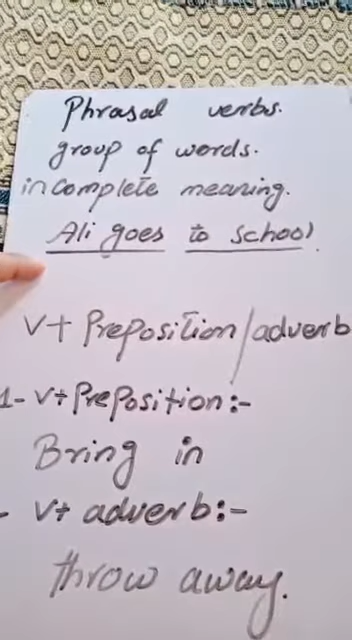 Phrasal verbs.
group of words.
incomplete meaning.
Ali goes to school.
V+ Preposition/adverb
1- V+Preposition:-
Bring in
- V+ adverb:-
throw away.